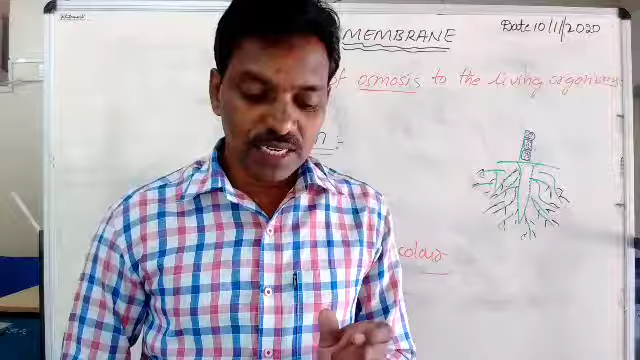 MEMBRANE Date: 10/11/2020
of osmosis to the living organisms.
n :-
colour